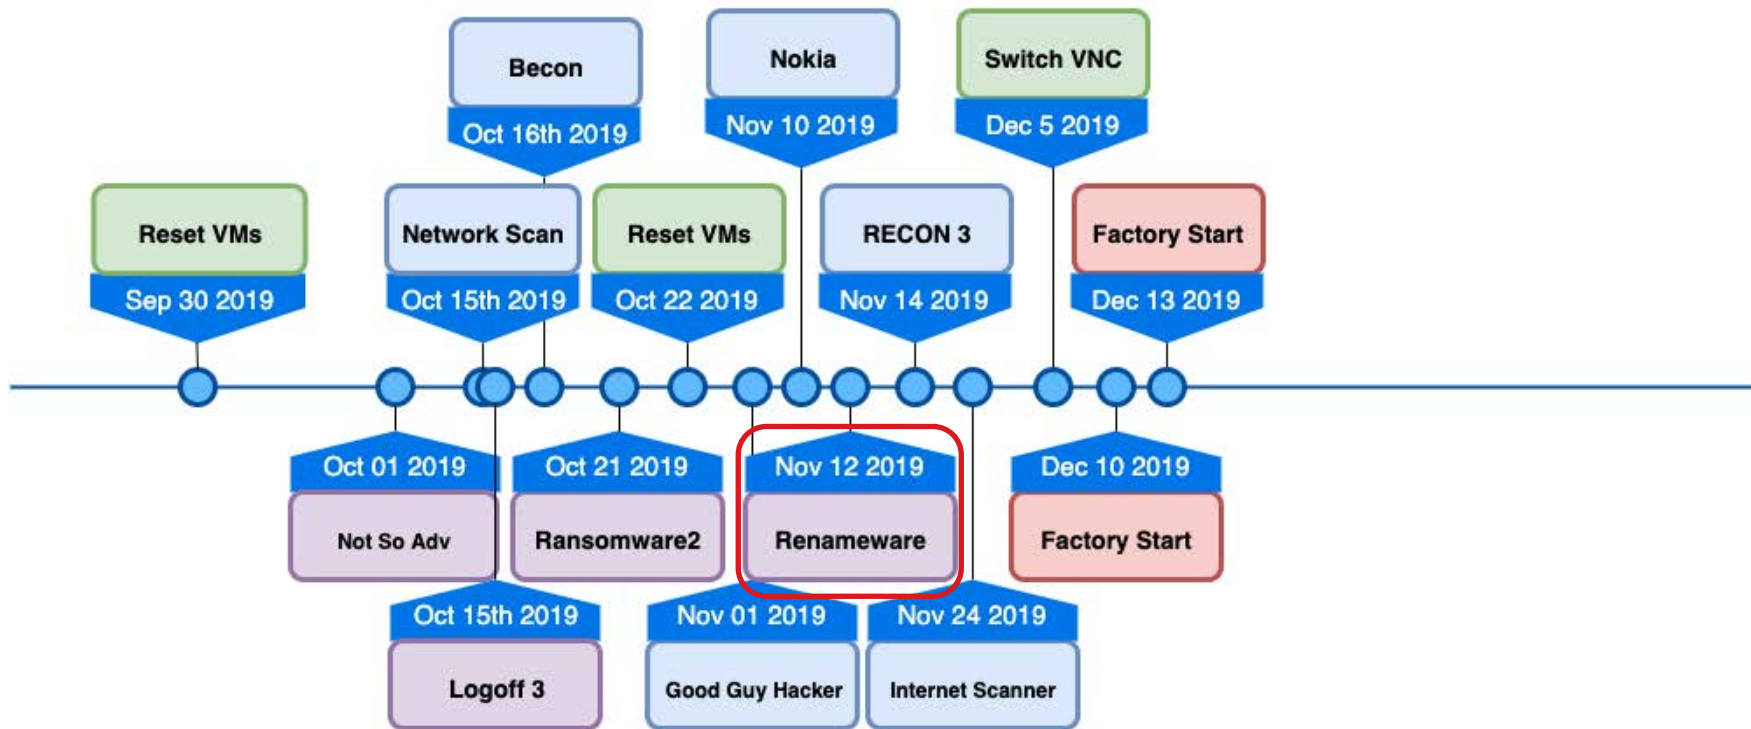 Becon
Oct 16th 2019
Nokia
Nov 10 2019
Switch VNC
Dec 5 2019
Reset VMs
Sep 30 2019
Network Scan
Oct 15th 2019
Reset VMs
Oct 22 2019
RECON 3
Nov 14 2019
Factory Start
Dec 13 2019
Oct 01 2019
Not So Adv
Oct 21 2019
Ransomware2
Nov 12 2019
Renameware
Dec 10 2019
Factory Start
Oct 15th 2019
Logoff 3
Nov 01 2019
Good Guy Hacker
Nov 24 2019
Internet Scanner